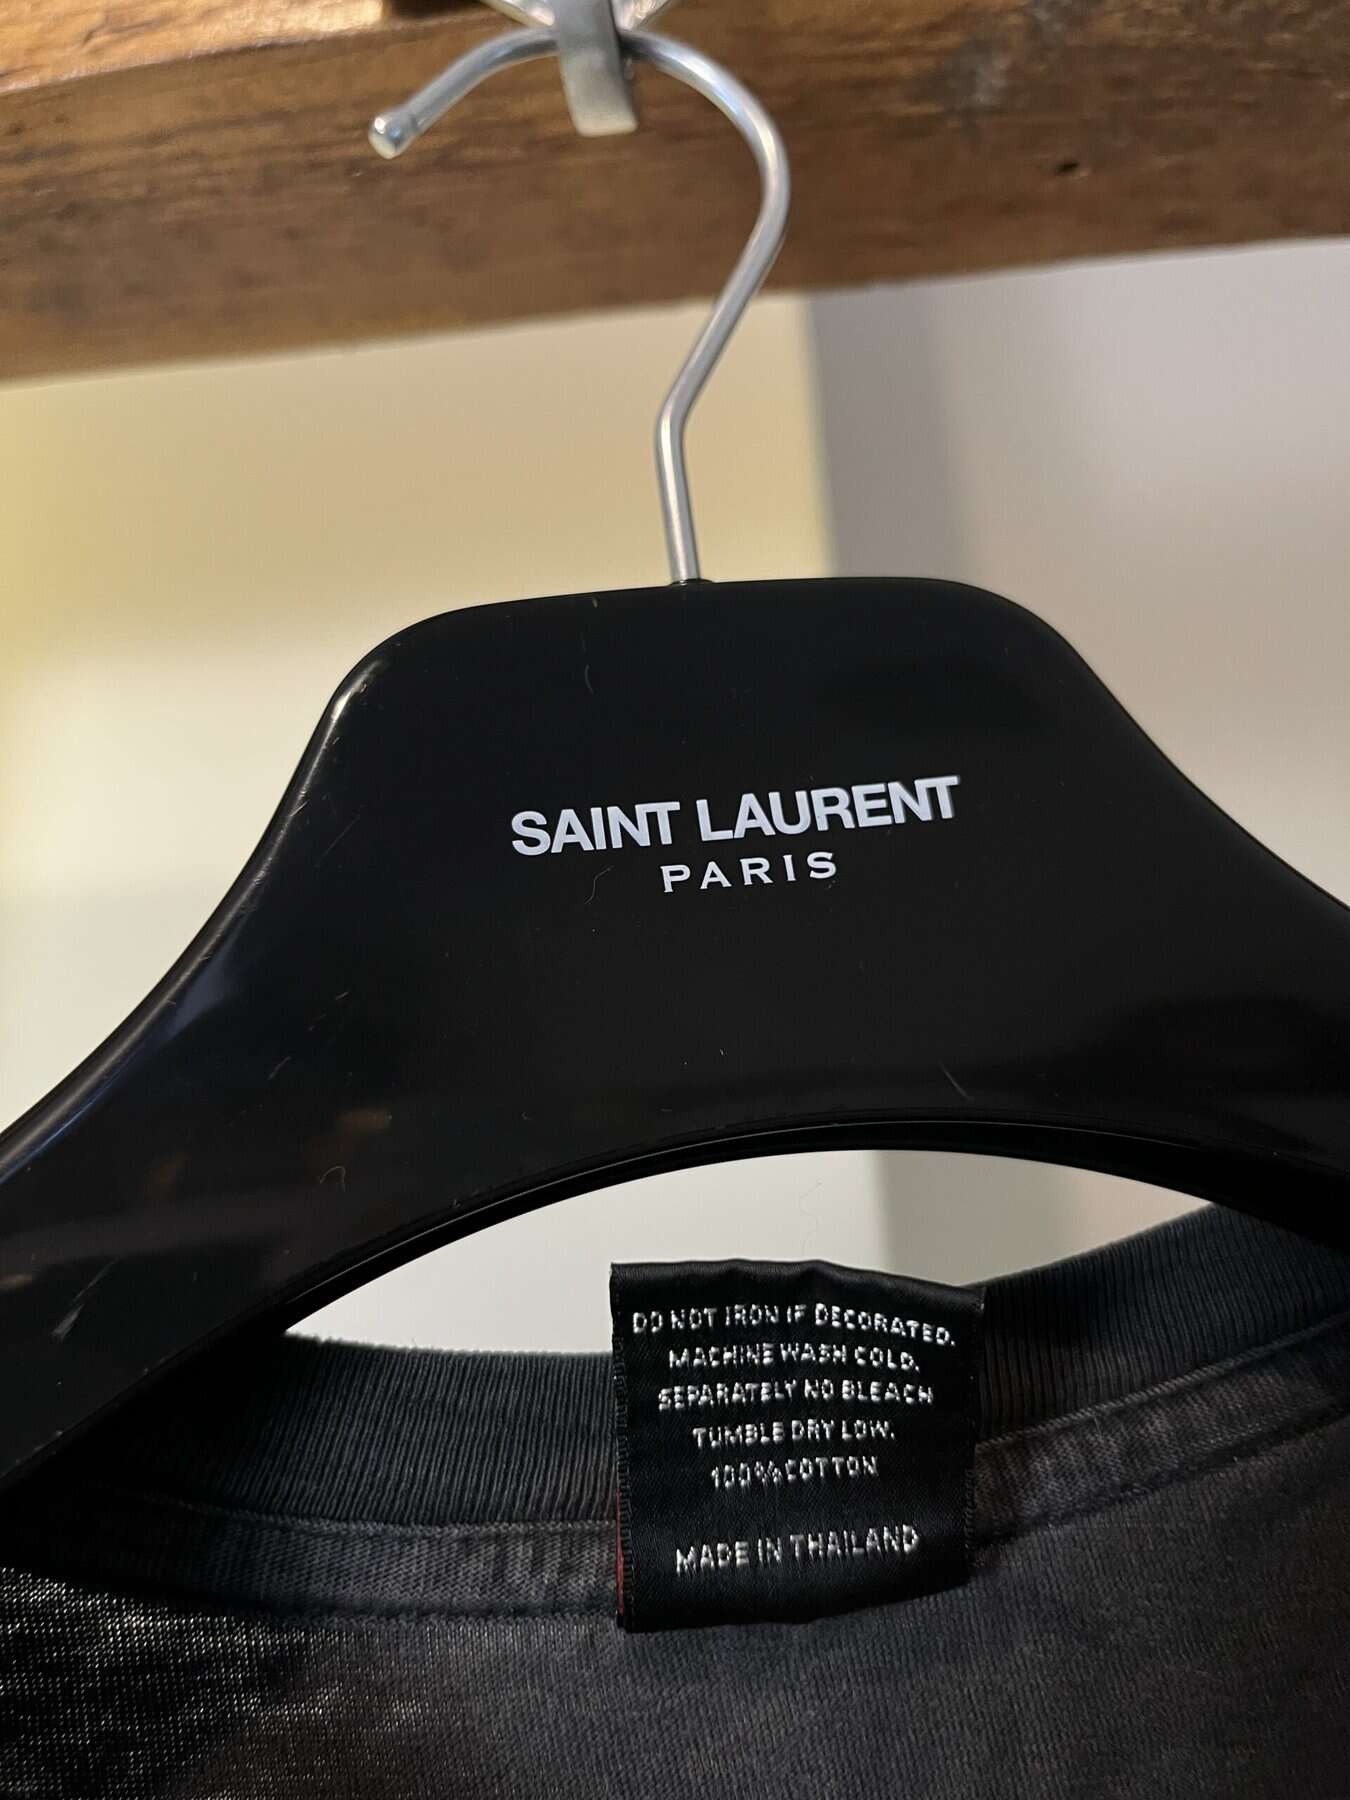 SAINT LAURENT
PARIS
DO NOT IRON IF DECORATED.
MACHINE WASH COLD.
SEPARATELY NO BLEACH
TUMBLE DRY LOW.
100% COTTON
MADE IN THAILAND